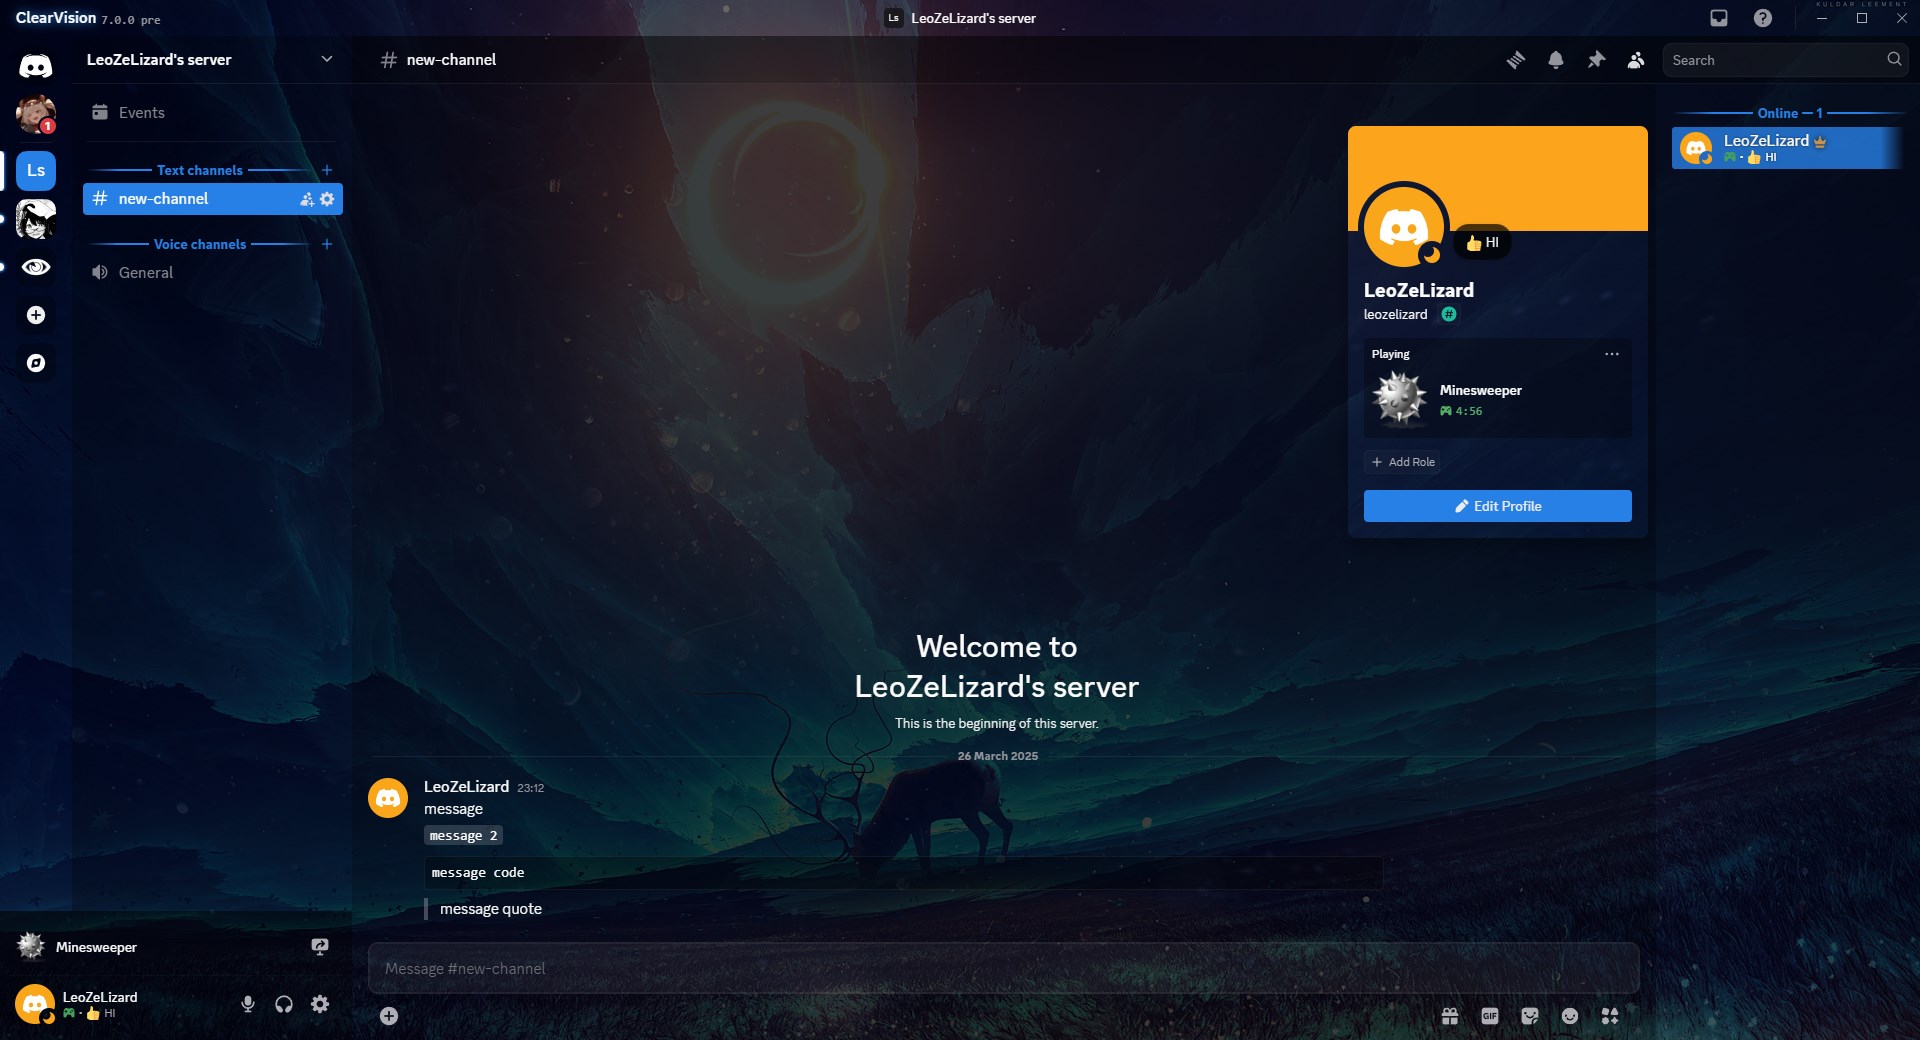 ClearVision 7.0.0 pre
Ls LeoZeLizard's server
KULDAR LEEMENT
LeoZeLizard's server
new-channel
Search
1
Ls
Events
Text channels
new-channel
Voice channels
General
HI
LeoZeLizard
leozelizard #
Playing
Minesweeper
4:56
Add Role
Edit Profile
Online — 1
LeoZeLizard
HI
Welcome to
LeoZeLizard's server
This is the beginning of this server.
26 March 2025
LeoZeLizard 23:12
message
message 2
message code
message quote
Minesweeper
LeoZeLizard
HI
Message #new-channel
GIF